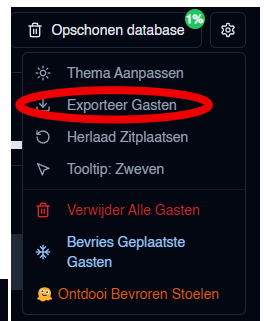 Opschonen database
1%
Thema Aanpassen
Exporteer Gasten
Herlaad Zitplaatsen
Tooltip: Zweven
Verwijder Alle Gasten
Bevries Geplaatste
Gasten
Ontdooi Bevroren Stoelen